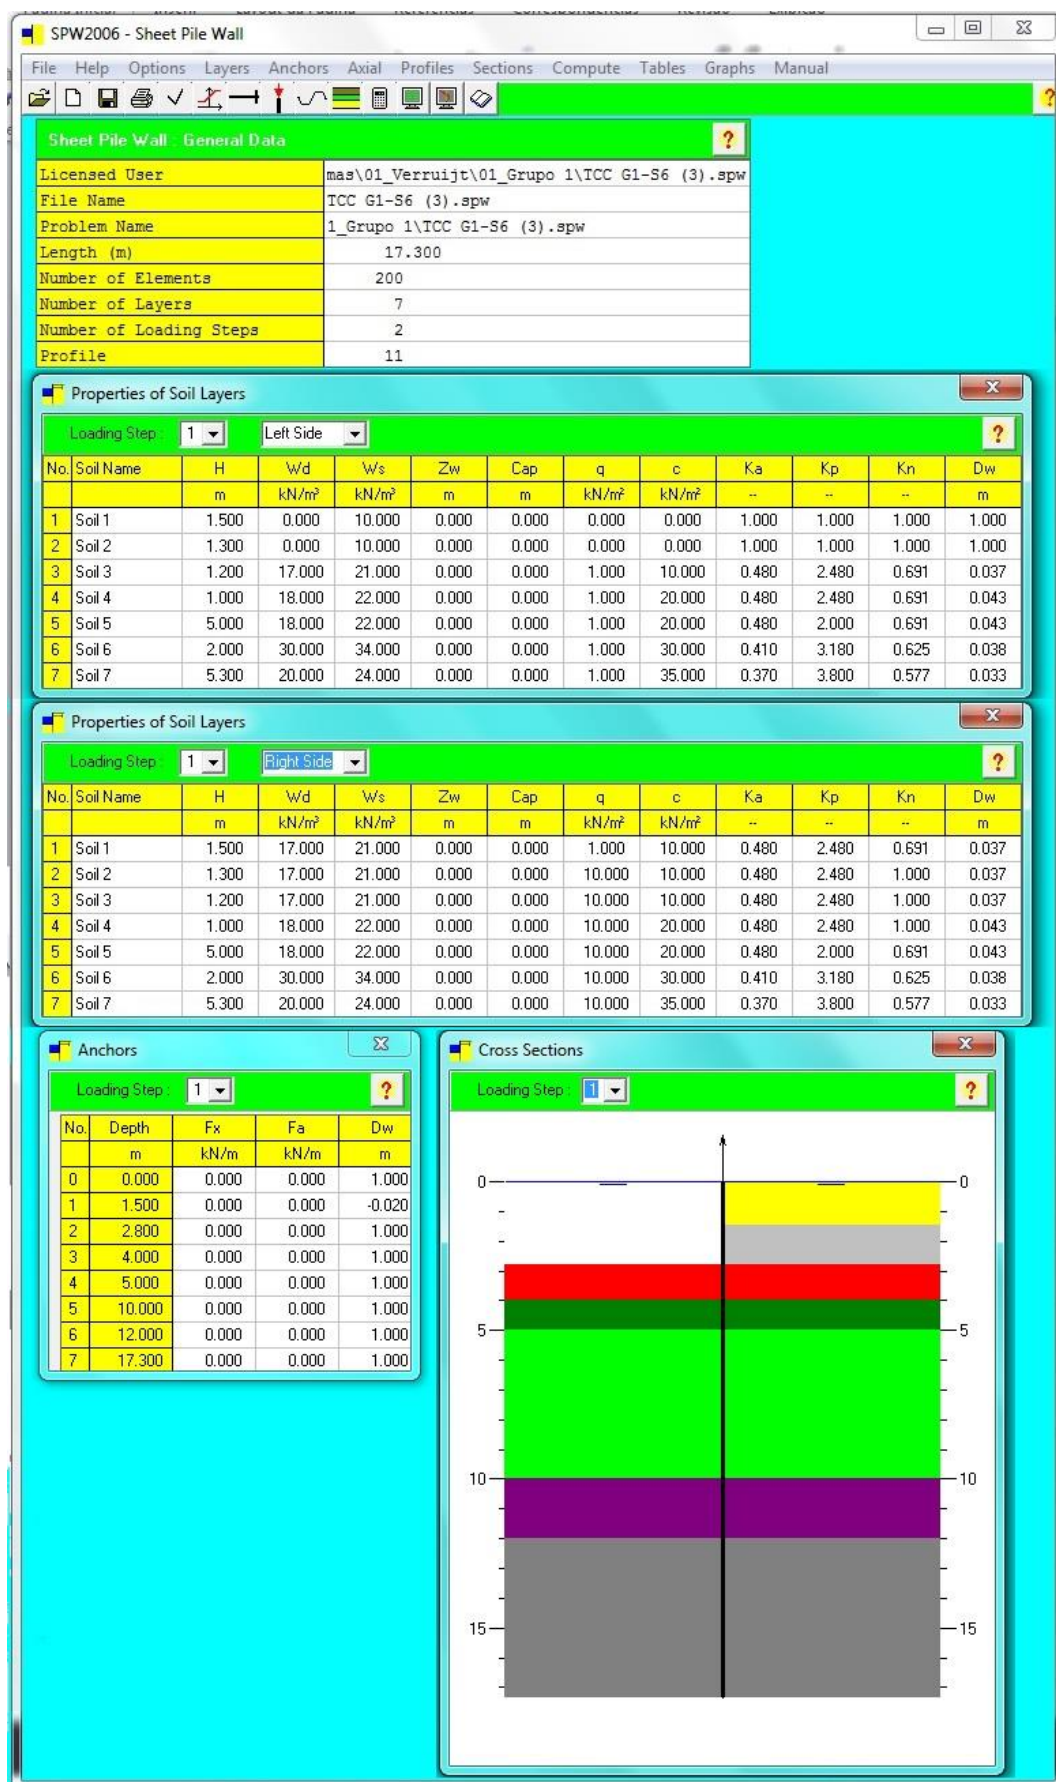 SPW2006 - Sheet Pile Wall
File Help Options Layers Anchors Axial Profiles Sections Compute Tables Graphs Manual
Sheet Pile Wall : General Data ?
Licensed User mas\01_Verruijt\01_Grupo 1\TCC G1-S6 (3).spw
File Name TCC G1-S6 (3).spw
Problem Name 1_Grupo 1\TCC G1-S6 (3).spw
Length (m) 17.300
Number of Elements 200
Number of Layers 7
Number of Loading Steps 2
Profile 11
Properties of Soil Layers
Loading Step : 1 Left Side ?
No. Soil Name H Wd Ws Zw Cap q c Ka Kp Kn Dw
m kN/m³ kN/m³ m m kN/m² kN/m² -- -- -- m
1 Soil 1 1.500 0.000 10.000 0.000 0.000 0.000 0.000 1.000 1.000 1.000 1.000
2 Soil 2 1.300 0.000 10.000 0.000 0.000 0.000 0.000 1.000 1.000 1.000 1.000
3 Soil 3 1.200 17.000 21.000 0.000 0.000 1.000 10.000 0.480 2.480 0.691 0.037
4 Soil 4 1.000 18.000 22.000 0.000 0.000 1.000 20.000 0.480 2.480 0.691 0.043
5 Soil 5 5.000 18.000 22.000 0.000 0.000 1.000 20.000 0.480 2.000 0.691 0.043
6 Soil 6 2.000 30.000 34.000 0.000 0.000 1.000 30.000 0.410 3.180 0.625 0.038
7 Soil 7 5.300 20.000 24.000 0.000 0.000 1.000 35.000 0.370 3.800 0.577 0.033
Properties of Soil Layers
Loading Step : 1 Right Side ?
No. Soil Name H Wd Ws Zw Cap q c Ka Kp Kn Dw
m kN/m³ kN/m³ m m kN/m² kN/m² -- -- -- m
1 Soil 1 1.500 17.000 21.000 0.000 0.000 1.000 10.000 0.480 2.480 0.691 0.037
2 Soil 2 1.300 17.000 21.000 0.000 0.000 10.000 10.000 0.480 2.480 1.000 0.037
3 Soil 3 1.200 17.000 21.000 0.000 0.000 10.000 10.000 0.480 2.480 1.000 0.037
4 Soil 4 1.000 18.000 22.000 0.000 0.000 10.000 20.000 0.480 2.480 1.000 0.043
5 Soil 5 5.000 18.000 22.000 0.000 0.000 10.000 20.000 0.480 2.000 0.691 0.043
6 Soil 6 2.000 30.000 34.000 0.000 0.000 10.000 30.000 0.410 3.180 0.625 0.038
7 Soil 7 5.300 20.000 24.000 0.000 0.000 10.000 35.000 0.370 3.800 0.577 0.033
Anchors
Loading Step : 1 ?
No. Depth Fx Fa Dw
m kN/m kN/m m
0 0.000 0.000 0.000 1.000
1 1.500 0.000 0.000 -0.020
2 2.800 0.000 0.000 1.000
3 4.000 0.000 0.000 1.000
4 5.000 0.000 0.000 1.000
5 10.000 0.000 0.000 1.000
6 12.000 0.000 0.000 1.000
7 17.300 0.000 0.000 1.000
Cross Sections
Loading Step : 1 ?
0 0
5 5
10 10
15 15